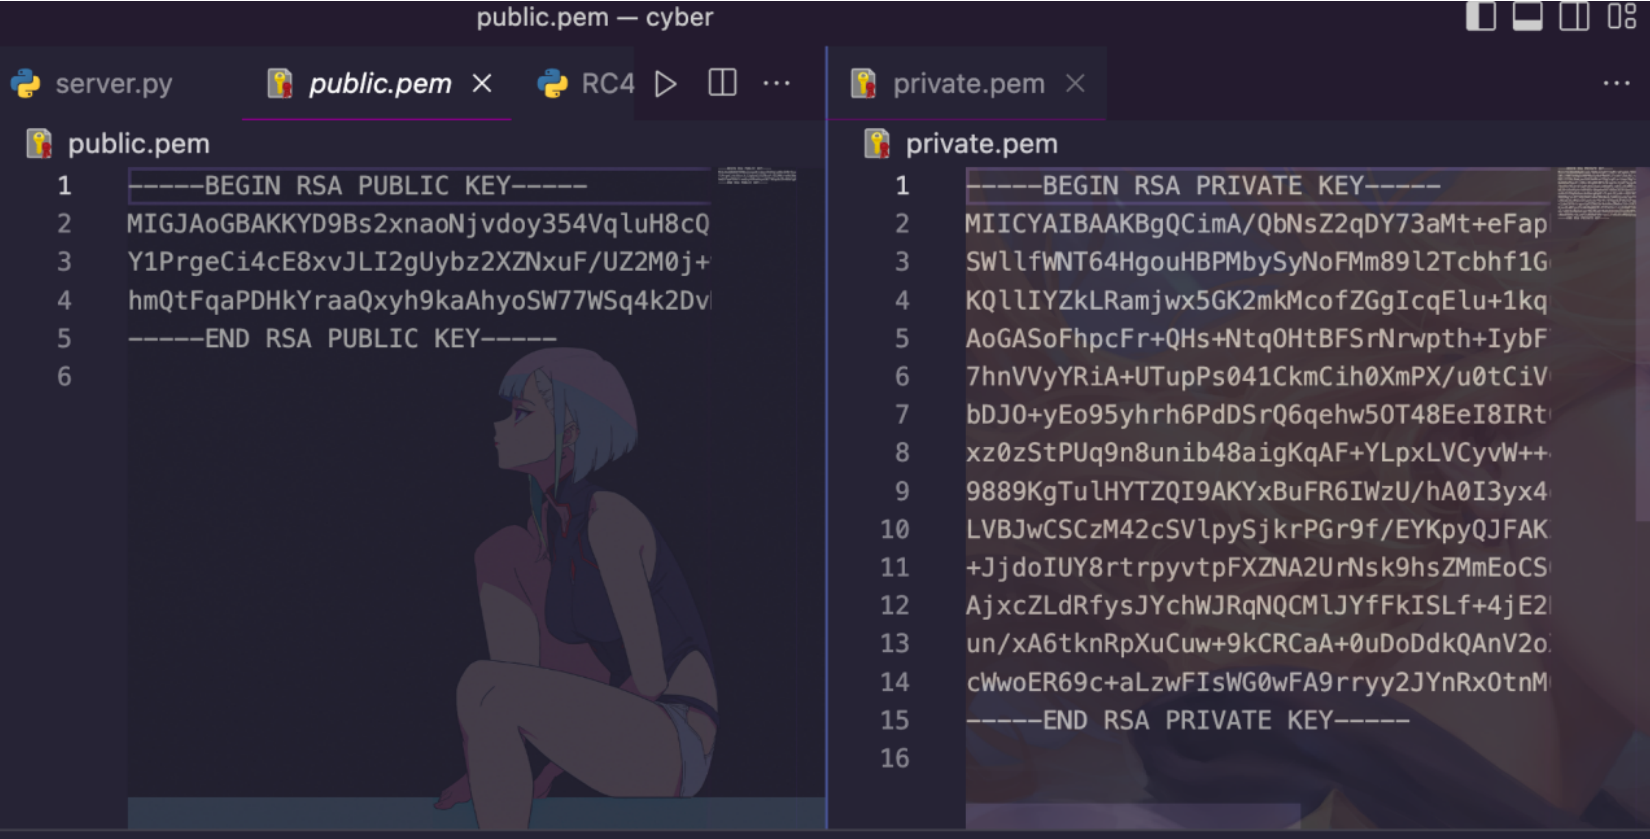 public.pem — cyber
server.py public.pem RC4
private.pem
public.pem
1 -----BEGIN RSA PUBLIC KEY-----
2 MIGJAoGBAKKYD9Bs2xnaoNjvdoy354VqluH8cQ
3 Y1PrgeCi4cE8xvJLI2gUybz2XZNxuF/UZ2M0j+
4 hmQtFqaPDHkYraaQxyh9kaAhyoSW77WSq4k2Dv
5 -----END RSA PUBLIC KEY-----
6
private.pem
1 -----BEGIN RSA PRIVATE KEY-----
2 MIICYAIBAAKBgQCimA/QbNsZ2qDY73aMt+eFap
3 SWllfWNT64HgouHBPMbySyNoFMm89l2Tcbhf1G
4 KQllIYZkLRamjwx5GK2mkMcofZGgIcqElu+1kq
5 AoGASoFhpcFr+QHs+NtqOHtBFSrNrwpth+IybF
6 7hnVVyYRiA+UTupPs041CkmCih0XmPX/u0tCiV
7 bDJO+yEo95yhrh6PdDSrQ6qehw5OT48EeI8IRt
8 xz0zStPUq9n8unib48aigKqAF+YLpxLVCyvW++
9 9889KgTulHYTZQI9AKYxBuFR6IWzU/hA0I3yx4
10 LVBJwCSCzM42cSVlpySjkrPGr9f/EYKpyQJFAK
11 +JjdoIUY8rtrpyvtpFXZNA2UrNsk9hsZMmEoCS
12 AjxcZLdRfysJYchWJRqNQCMlJYfFkISLf+4jE2
13 un/xA6tknRpXuCuw+9kCRCaA+0uDoDdkQAnV2o
14 cWwoER69c+aLzwFIsWG0wFA9rryy2JYnRxOtnM
15 -----END RSA PRIVATE KEY-----
16